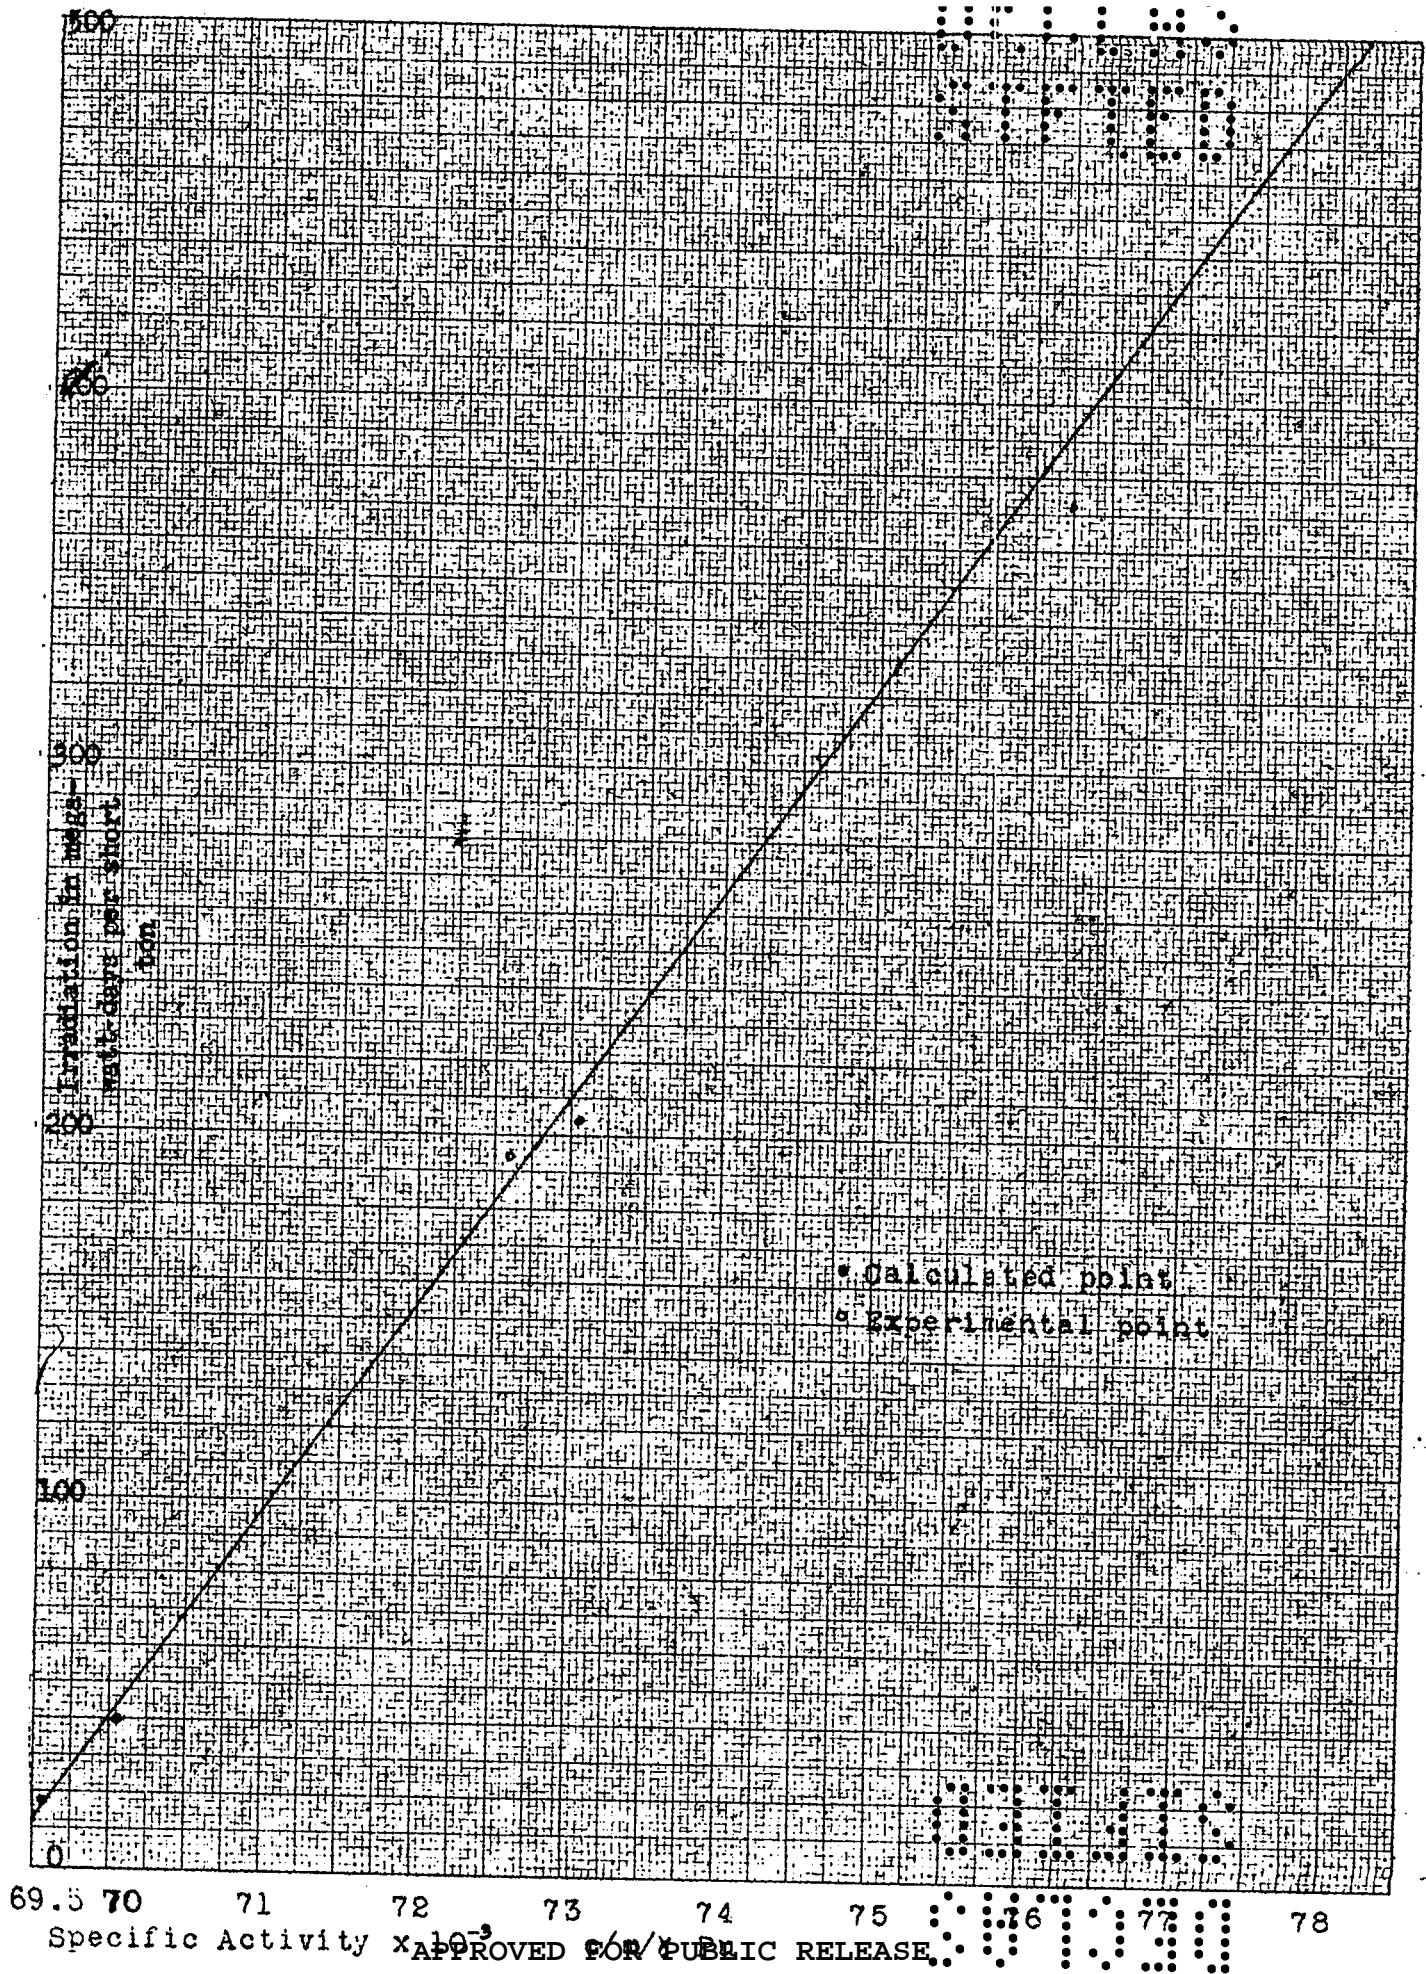 500
400
300
Irradiation in mega-
watt-days per short
ton
200
• Calculated point
° Experimental point
100
0
69.5 70 71 72 73 74 75 76 77 78
Specific Activity x 10⁻³ c/m/γ Pu
APPROVED FOR PUBLIC RELEASE